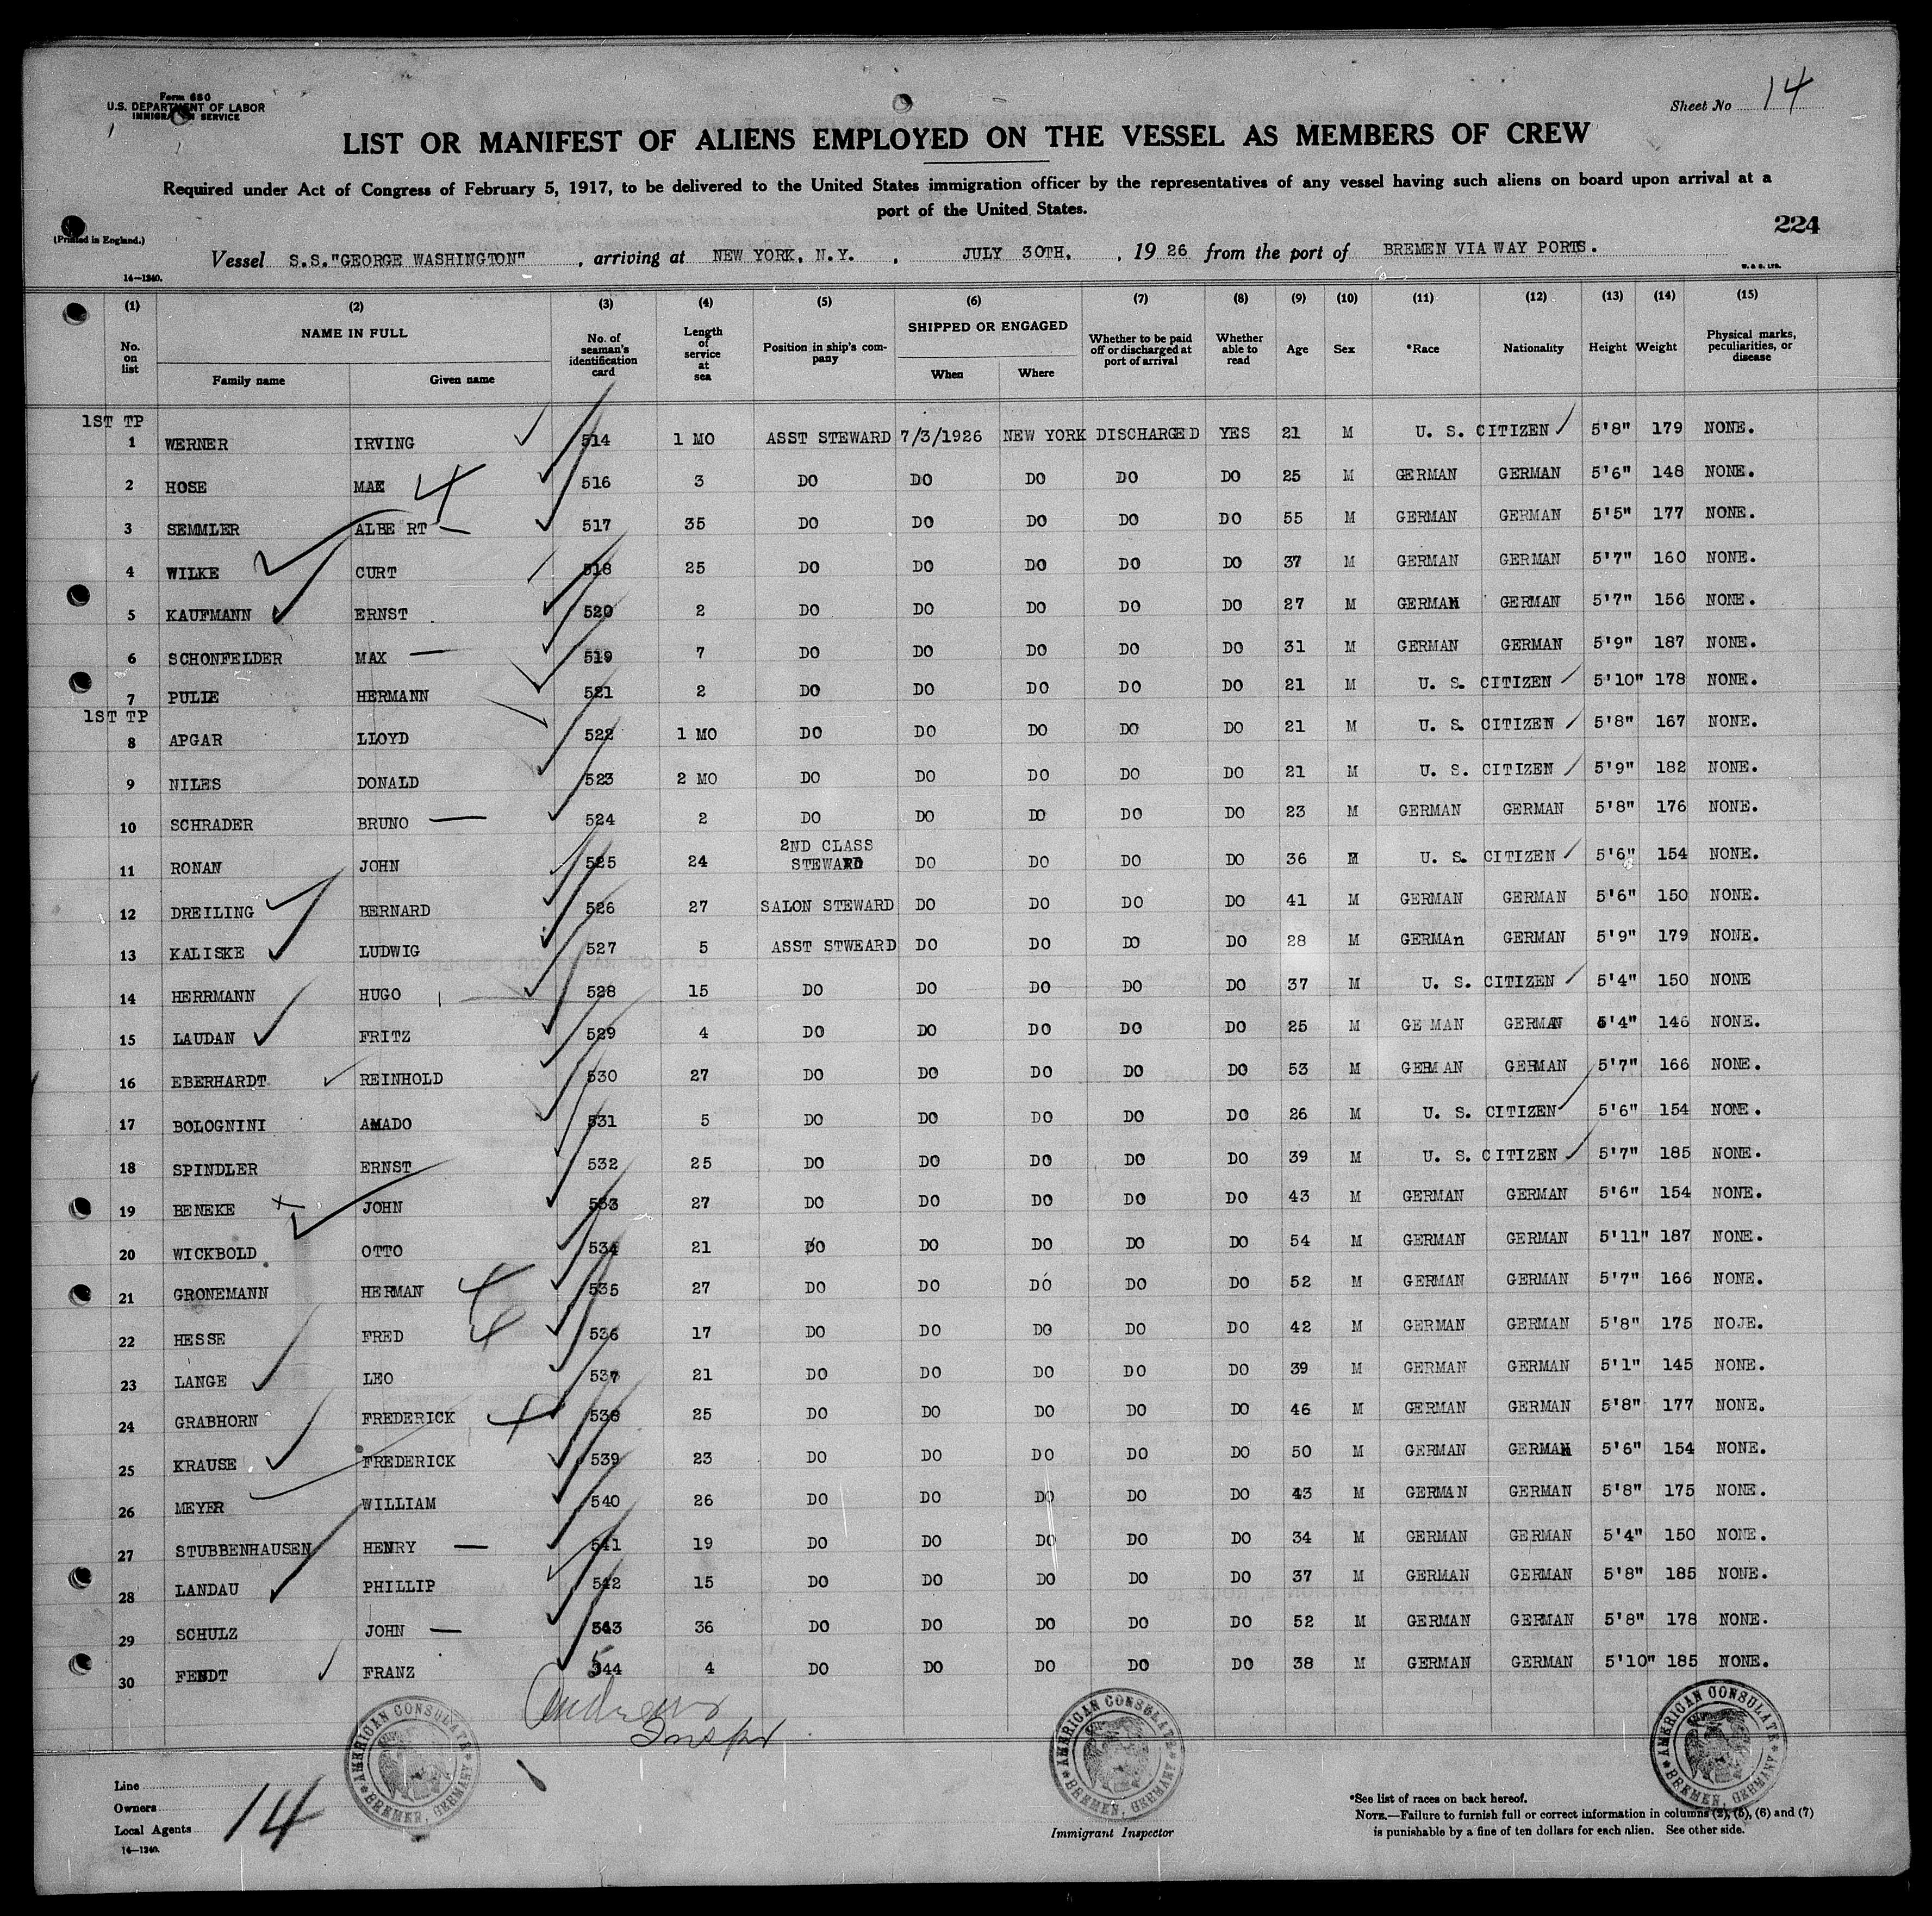 Form 680
U.S. DEPARTMENT OF LABOR
IMMIGRATION SERVICE
Sheet No 14
LIST OR MANIFEST OF ALIENS EMPLOYED ON THE VESSEL AS MEMBERS OF CREW
Required under Act of Congress of February 5, 1917, to be delivered to the United States immigration officer by the representatives of any vessel having such aliens on board upon arrival at a
port of the United States.
224
(Printed in England.)
Vessel S.S."GEORGE WASHINGTON" , arriving at NEW YORK, N.Y. , JULY 30TH. , 19 26 from the port of BREMEN VIA WAY PORTS.
14—1240.
W. & S. LTD.
(1) (2) (3) (4) (5) (6) (7) (8) (9) (10) (11) (12) (13) (14) (15)
No. on list NAME IN FULL Family name Given name No. of seaman's identification card Length of service at sea Position in ship's company SHIPPED OR ENGAGED When Where Whether to be paid off or discharged at port of arrival Whether able to read Age Sex *Race Nationality Height Weight Physical marks, peculiarities, or disease
1ST TP
1 WERNER IRVING 514 1 MO ASST STEWARD 7/3/1926 NEW YORK DISCHARGED YES 21 M U. S. CITIZEN 5'8" 179 NONE.
2 HOSE MAX 4 516 3 DO DO DO DO DO 25 M GERMAN GERMAN 5'6" 148 NONE.
3 SEMMLER ALBE RT 517 35 DO DO DO DO DO 55 M GERMAN GERMAN 5'5" 177 NONE.
4 WILKE CURT 518 25 DO DO DO DO DO 37 M GERMAN GERMAN 5'7" 160 NONE.
5 KAUFMANN ERNST 520 2 DO DO DO DO DO 27 M GERMAN GERMAN 5'7" 156 NONE.
6 SCHONFELDER MAX 519 7 DO DO DO DO DO 31 M GERMAN GERMAN 5'9" 187 NONE.
7 PULIE HERMANN 521 2 DO DO DO DO DO 21 M U. S. CITIZEN 5'10" 178 NONE.
1ST TP
8 APGAR LLOYD 522 1 MO DO DO DO DO DO 21 M U. S. CITIZEN 5'8" 167 NONE.
9 NILES DONALD 523 2 MO DO DO DO DO DO 21 M U. S. CITIZEN 5'9" 182 NONE.
10 SCHRADER BRUNO 524 2 DO DO DO DO DO 23 M GERMAN GERMAN 5'8" 176 NONE.
11 RONAN JOHN 525 24 2ND CLASS STEWARD DO DO DO DO 36 M U. S. CITIZEN 5'6" 154 NONE.
12 DREILING BERNARD 526 27 SALON STEWARD DO DO DO DO 41 M GERMAN GERMAN 5'6" 150 NONE.
13 KALISKE LUDWIG 527 5 ASST STWEARD DO DO DO DO 28 M GERMAn GERMAN 5'9" 179 NONE.
14 HERRMANN HUGO 528 15 DO DO DO DO DO 37 M U. S. CITIZEN 5'4" 150 NONE
15 LAUDAN FRITZ 529 4 DO DO DO DO DO 25 M GE MAN GERMAN 5'4" 146 NONE.
16 EBERHARDT REINHOLD 530 27 DO DO DO DO DO 53 M GERMAN GERMAN 5'7" 166 NONE.
17 BOLOGNINI AMADO 531 5 DO DO DO DO DO 26 M U. S. CITIZEN 5'6" 154 NONE.
18 SPINDLER ERNST 532 25 DO DO DO DO DO 39 M U. S. CITIZEN 5'7" 185 NONE.
19 BENEKE JOHN 533 27 DO DO DO DO DO 43 M GERMAN GERMAN 5'6" 154 NONE.
20 WICKBOLD OTTO 534 21 DO DO DO DO DO 54 M GERMAN GERMAN 5'11" 187 NONE.
21 GRONEMANN HERMAN 4 535 27 DO DO DO DO DO 52 M GERMAN GERMAN 5'7" 166 NONE.
22 HESSE FRED 4 536 17 DO DO DO DO DO 42 M GERMAN GERMAN 5'8" 175 NOJE.
23 LANGE LEO 537 21 DO DO DO DO DO 39 M GERMAN GERMAN 5'1" 145 NONE.
24 GRABHORN FREDERICK 4 538 25 DO DO DO DO DO 46 M GERMAN GERMAN 5'8" 177 NONE.
25 KRAUSE FREDERICK 539 23 DO DO DO DO DO 50 M GERMAN GERMAN 5'6" 154 NONE.
26 MEYER WILLIAM 540 26 DO DO DO DO DO 43 M GERMAN GERMAN 5'8" 175 NONE.
27 STUBBENHAUSEN HENRY 541 19 DO DO DO DO DO 34 M GERMAN GERMAN 5'4" 150 NONE.
28 LANDAU PHILLIP 542 15 DO DO DO DO DO 37 M GERMAN GERMAN 5'8" 185 NONE.
29 SCHULZ JOHN 543 36 DO DO DO DO DO 52 M GERMAN GERMAN 5'8" 178 NONE.
30 FENDT FRANZ 544 4 DO DO DO DO DO 38 M GERMAN GERMAN 5'10" 185 NONE.
Andrews
Inspr
AMERICAN CONSULATE BREMEN, GERMANY
AMERICAN CONSULATE BREMEN, GERMANY
AMERICAN CONSULATE BREMEN, GERMANY
Line
Owners
Local Agents
14
14—1240.
Immigrant Inspector
*See list of races on back hereof.
NOTE.—Failure to furnish full or correct information in columns (2), (5), (6) and (7)
is punishable by a fine of ten dollars for each alien. See other side.